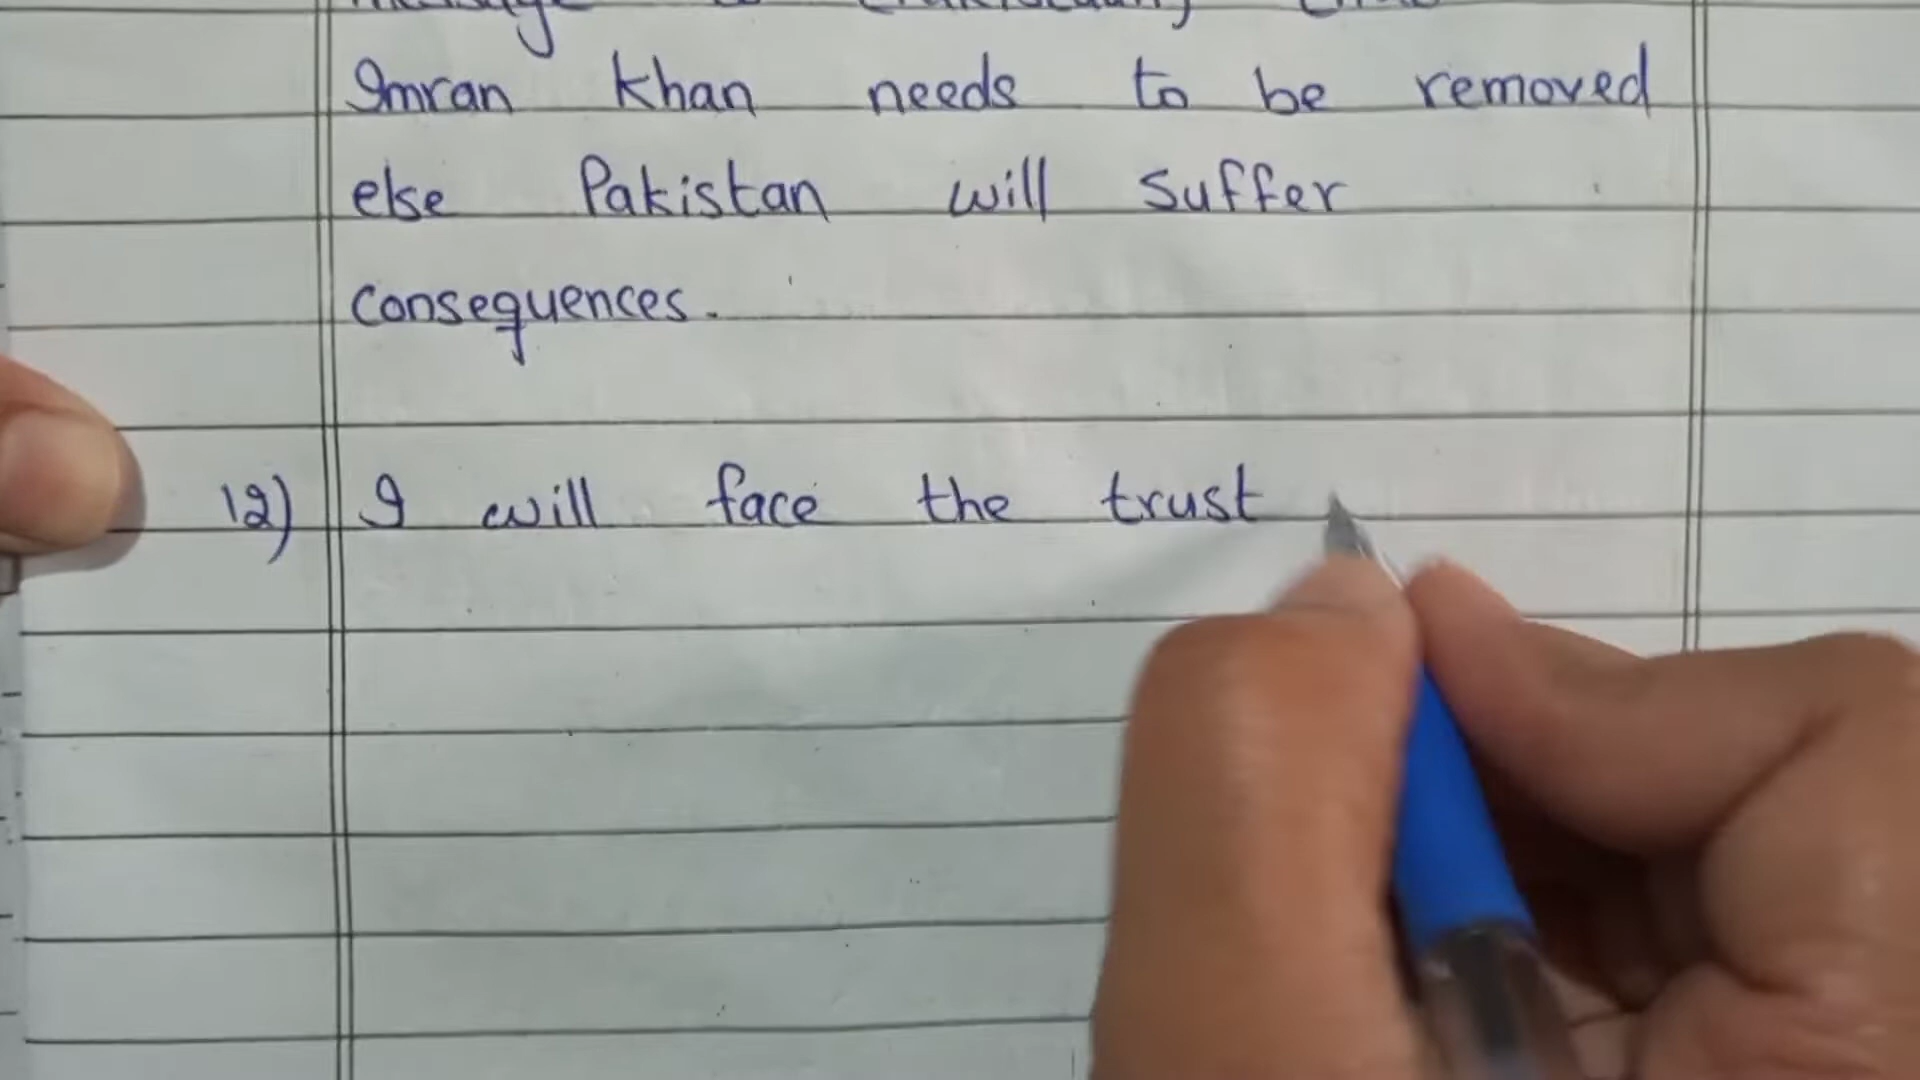 Imran Khan needs to be removed
else Pakistan will suffer
consequences.
12) I will face the trust